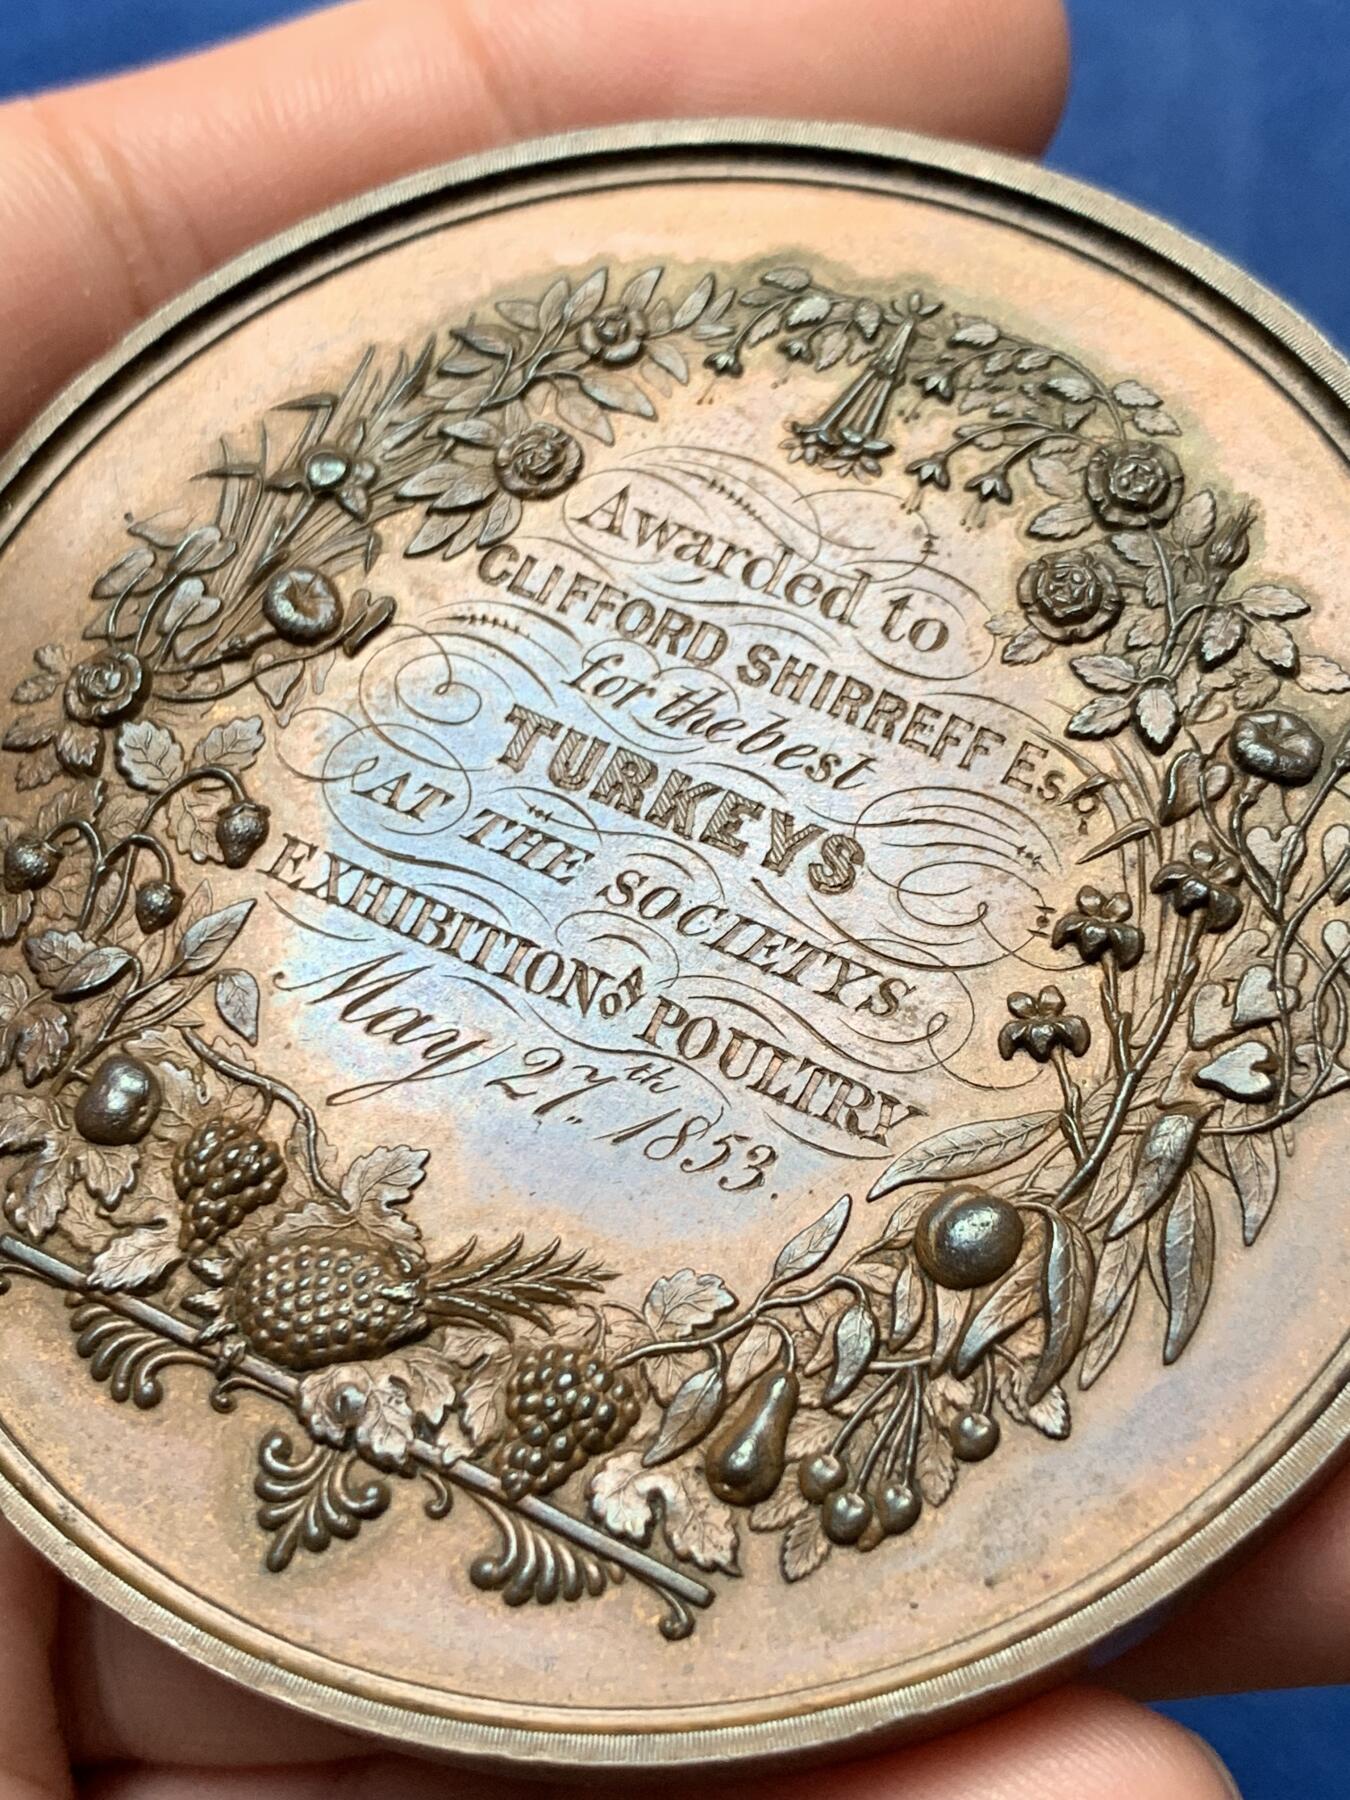 Awarded to
CLIFFORD SHIRREFF Esq.
for the best
TURKEYS
AT THE SOCIETYS
EXHIBITION OF POULTRY
May 27th 1853.